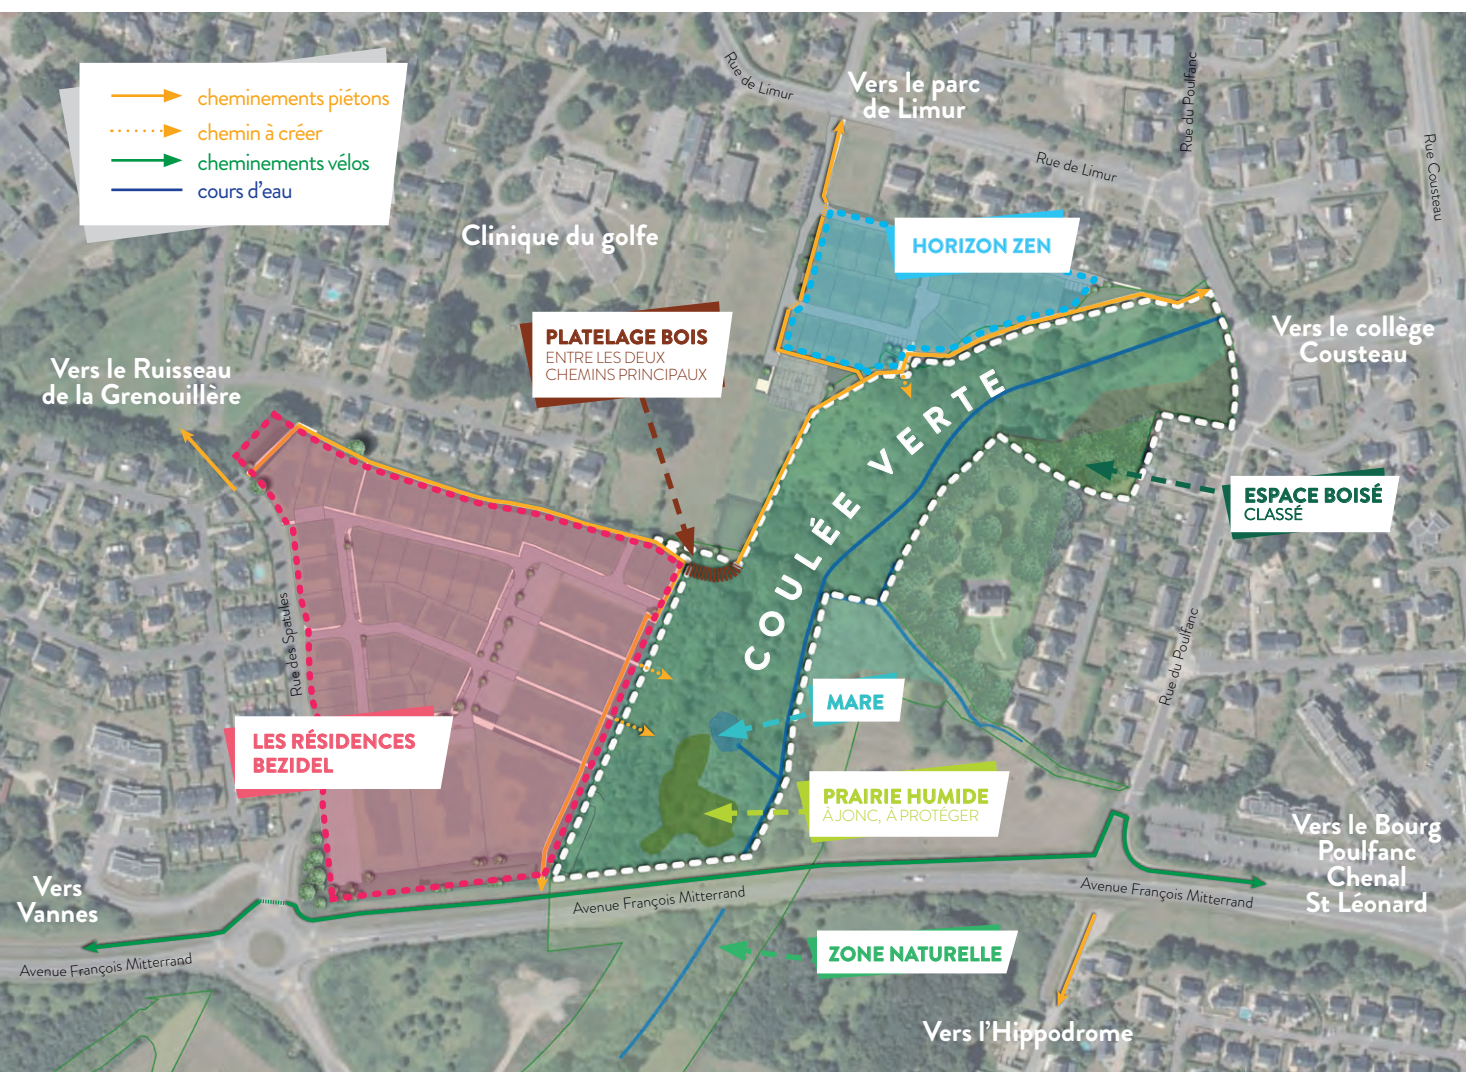 cheminements piétons
chemin à créer
cheminements vélos
cours d'eau
Rue de Limur
Vers le parc
de Limur
Rue du Poulfanc
Rue Cousteau
Rue de Limur
Clinique du golfe
HORIZON ZEN
PLATELAGE BOIS
ENTRE LES DEUX
CHEMINS PRINCIPAUX
Vers le collège
Cousteau
Vers le Ruisseau
de la Grenouillère
COULÉE VERTE
ESPACE BOISÉ
CLASSÉ
Rue des Spatules
Rue du Poulfanc
MARE
LES RÉSIDENCES
BEZIDEL
PRAIRIE HUMIDE
À JONC, À PROTÉGER
Vers le Bourg
Poulfanc
Chenal
St Léonard
Vers
Vannes
Avenue François Mitterrand
Avenue François Mitterrand
Avenue François Mitterrand
ZONE NATURELLE
Vers l'Hippodrome